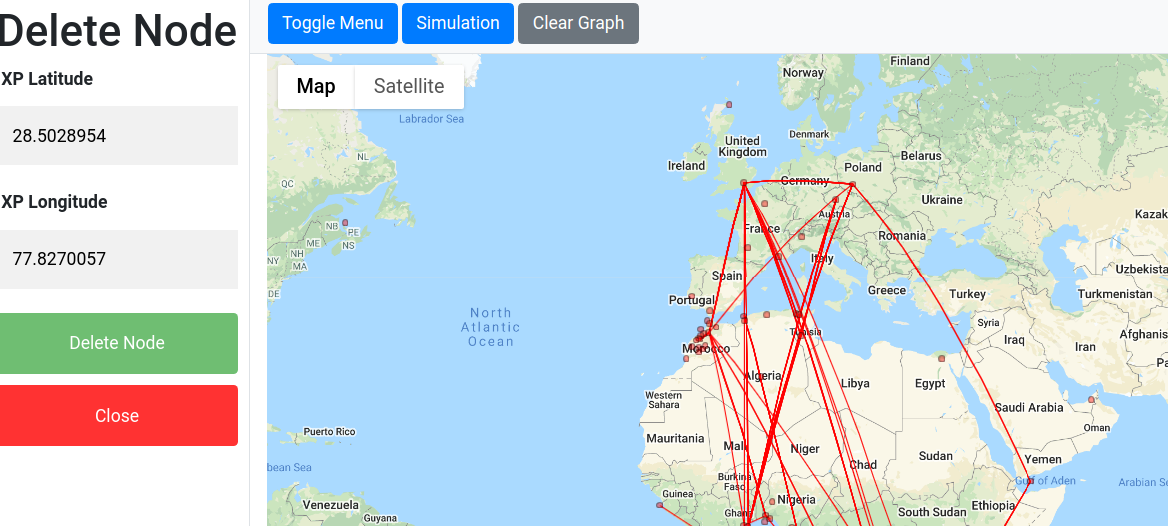 Delete Node
XP Latitude
28.5028954
XP Longitude
77.8270057
Delete Node
Close
Toggle Menu
Simulation
Clear Graph
Map
Satellite
Labrador Sea
Norway
Finland
United
Kingdom
Ireland
Denmark
Belarus
Poland
Germany
NL
QC
Ukraine
Austria
Kazak
France
Romania
NB
PE
ME
NS
NH
NY
MA
Italy
Uzbekista
Spain
DE
Greece
Turkey
Turkmenistan
Portugal
North
Atlantic
Ocean
Syria
Tunisia
Afghanis
Iraq
Iran
Morocco
Pa
Algeria
Libya
Egypt
Western
Sahara
Saudi Arabia
Oman
Puerto Rico
Mauritania
Mali
Niger
Sudan
Yemen
bean Sea
Chad
Gulf of Aden
Arabian Se
Burkina
Faso
Guinea
Nigeria
Venezuela
Ghana
South Sudan
Ethiopia
Guyana